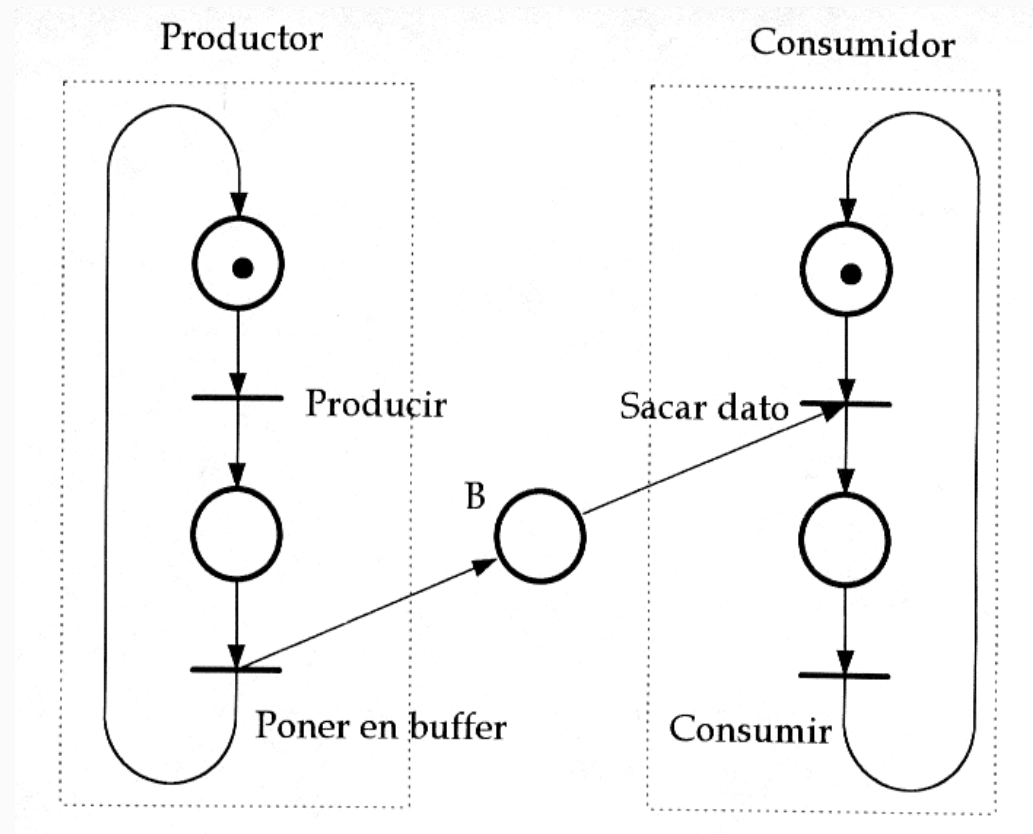 Productor
Consumidor
Producir
Sacar dato
B
Poner en buffer
Consumir